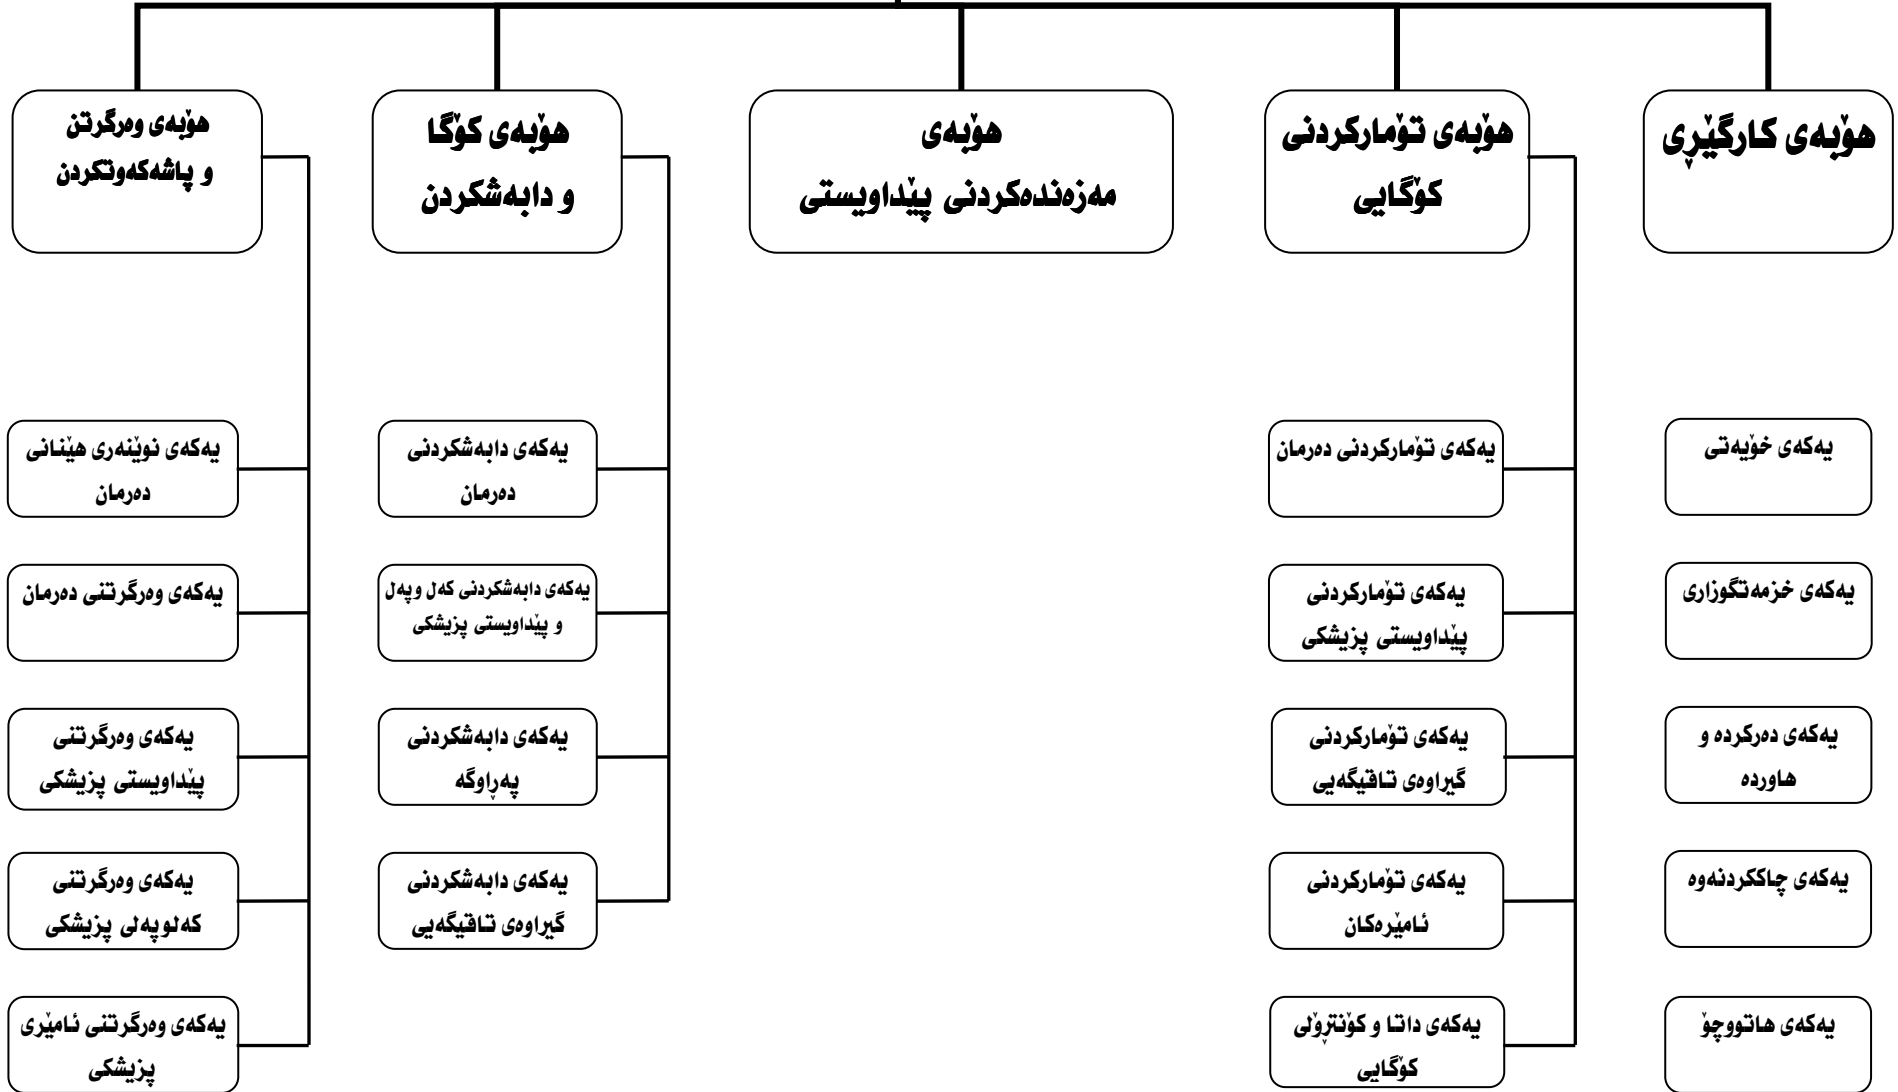 هۆبەی کارگێڕی
هۆبەی تۆمارکردنی
کۆگایی
هۆبەی
مەزەندەکردنی پێداویستی
هۆبەی کۆگا
و دابەشکردن
هۆبەی وەرگرتن
و پاشەکەوتکردن
یەکەی خۆیەتی
یەکەی خزمەتگوزاری
یەکەی دەرکردە و
هاوردە
یەکەی چاککردنەوە
یەکەی هاتووچۆ
یەکەی تۆمارکردنی دەرمان
یەکەی تۆمارکردنی
پێداویستی پزیشکی
یەکەی تۆمارکردنی
گیراوەی تاقیگەیی
یەکەی تۆمارکردنی
ئامێرەکان
یەکەی داتا و کۆنتڕۆلی
کۆگایی
یەکەی دابەشکردنی
دەرمان
یەکەی دابەشکردنی کەل وپەل
و پێداویستی پزیشکی
یەکەی دابەشکردنی
پەڕاوگە
یەکەی دابەشکردنی
گیراوەی تاقیگەیی
یەکەی نوێنەری هێنانی
دەرمان
یەکەی وەرگرتنی دەرمان
یەکەی وەرگرتنی
پێداویستی پزیشکی
یەکەی وەرگرتنی
کەلوپەلی پزیشکی
یەکەی وەرگرتنی ئامێری
پزیشکی